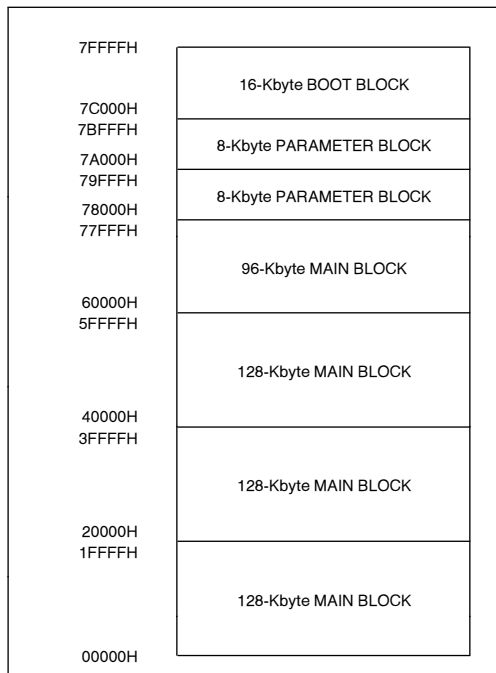 7FFFFH
16-Kbyte BOOT BLOCK
7C000H
7BFFFH
8-Kbyte PARAMETER BLOCK
7A000H
79FFFH
8-Kbyte PARAMETER BLOCK
78000H
77FFFH
96-Kbyte MAIN BLOCK
60000H
5FFFFH
128-Kbyte MAIN BLOCK
40000H
3FFFFH
128-Kbyte MAIN BLOCK
20000H
1FFFFH
128-Kbyte MAIN BLOCK
00000H